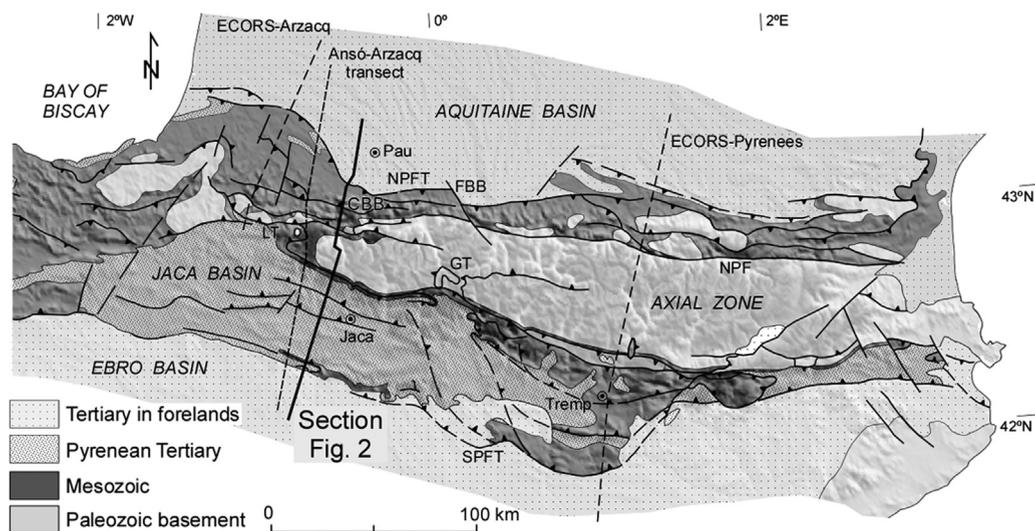 2ºW
0º
2ºE
ECORS-Arzacq
Ansó-Arzacq
transect
N
BAY OF
BISCAY
AQUITAINE BASIN
ECORS-Pyrenees
Pau
NPFT
FBB
43ºN
CBB
LT
JACA BASIN
GT
NPF
AXIAL ZONE
Jaca
EBRO BASIN
Tremp
Section
Fig. 2
42ºN
SPFT
Tertiary in forelands
Pyrenean Tertiary
Mesozoic
Paleozoic basement
0
100 km